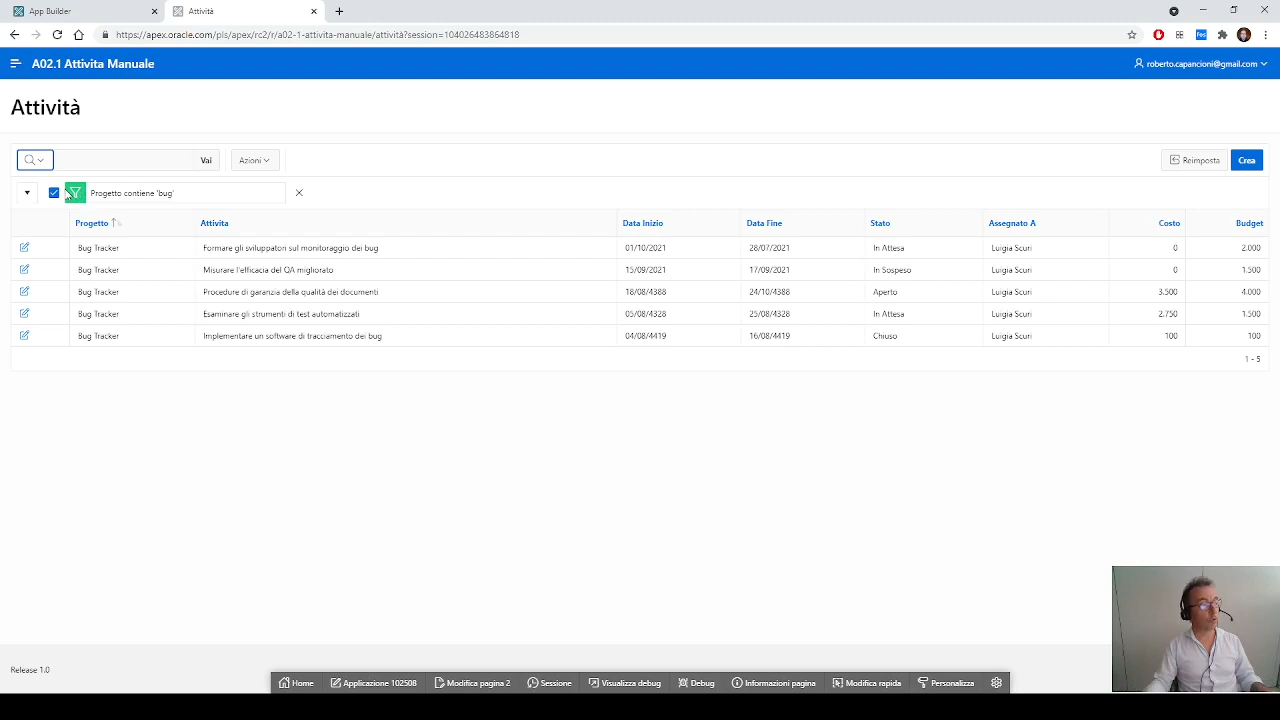 App Builder
Attività
https://apex.oracle.com/pls/apex/rc2/r/a02-1-attivita-manuale/attività?session=104026483864818
A02.1 Attivita Manuale
roberto.capancioni@gmail.com
Attività
Vai
Azioni
Reimposta
Crea
Progetto contiene 'bug'
Progetto Attivita Data Inizio Data Fine Stato Assegnato A Costo Budget
Bug Tracker Formare gli sviluppatori sul monitoraggio dei bug 01/10/2021 28/07/2021 In Attesa Luigia Scuri 0 2.000
Bug Tracker Misurare l'efficacia del QA migliorato 15/09/2021 17/09/2021 In Sospeso Luigia Scuri 0 1.500
Bug Tracker Procedure di garanzia della qualità dei documenti 18/08/4388 24/10/4388 Aperto Luigia Scuri 3.500 4.000
Bug Tracker Esaminare gli strumenti di test automatizzati 05/08/4328 25/08/4328 In Attesa Luigia Scuri 2.750 1.500
Bug Tracker Implementare un software di tracciamento dei bug 04/08/4419 16/08/4419 Chiuso Luigia Scuri 100 100
1 - 5
Release 1.0
Home Applicazione 102508 Modifica pagina 2 Sessione Visualizza debug Debug Informazioni pagina Modifica rapida Personalizza